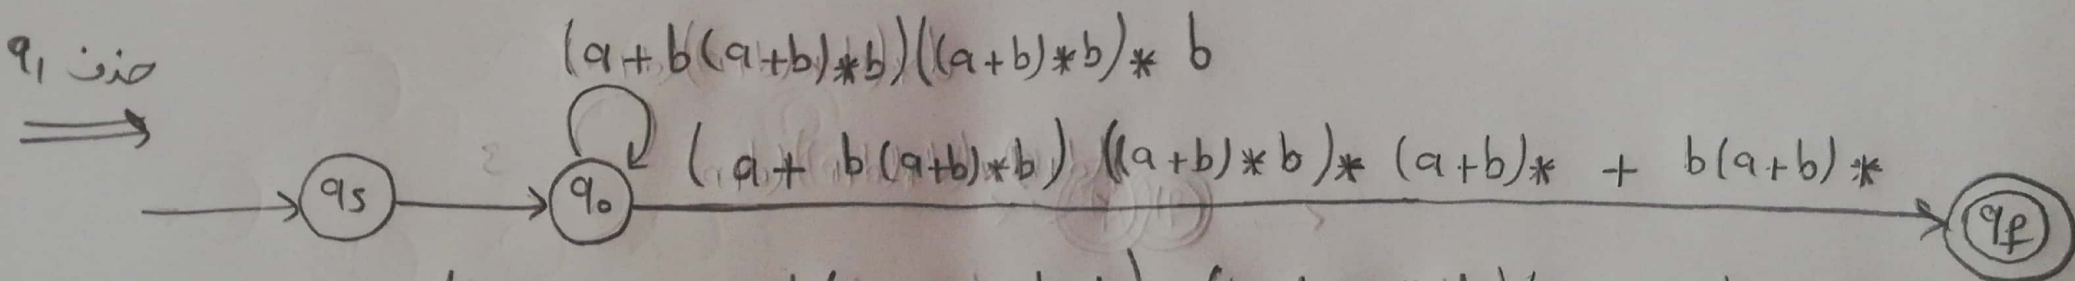 حذف q₁
(a+b(a+b)*b)((a+b)*b)* b
(a+ b(a+b)*b) ((a+b)*b)* (a+b)* + b(a+b)*
qs q₀ qf